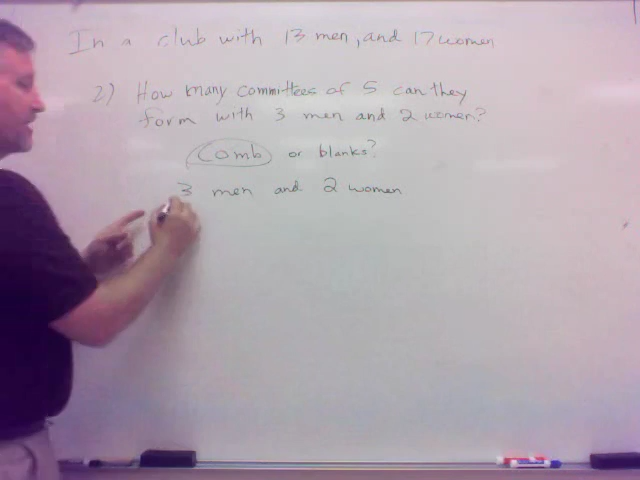 In a club with 13 men, and 17 women
2) How many committees of 5 can they
form with 3 men and 2 women?
Comb or blanks?
3 men and 2 women